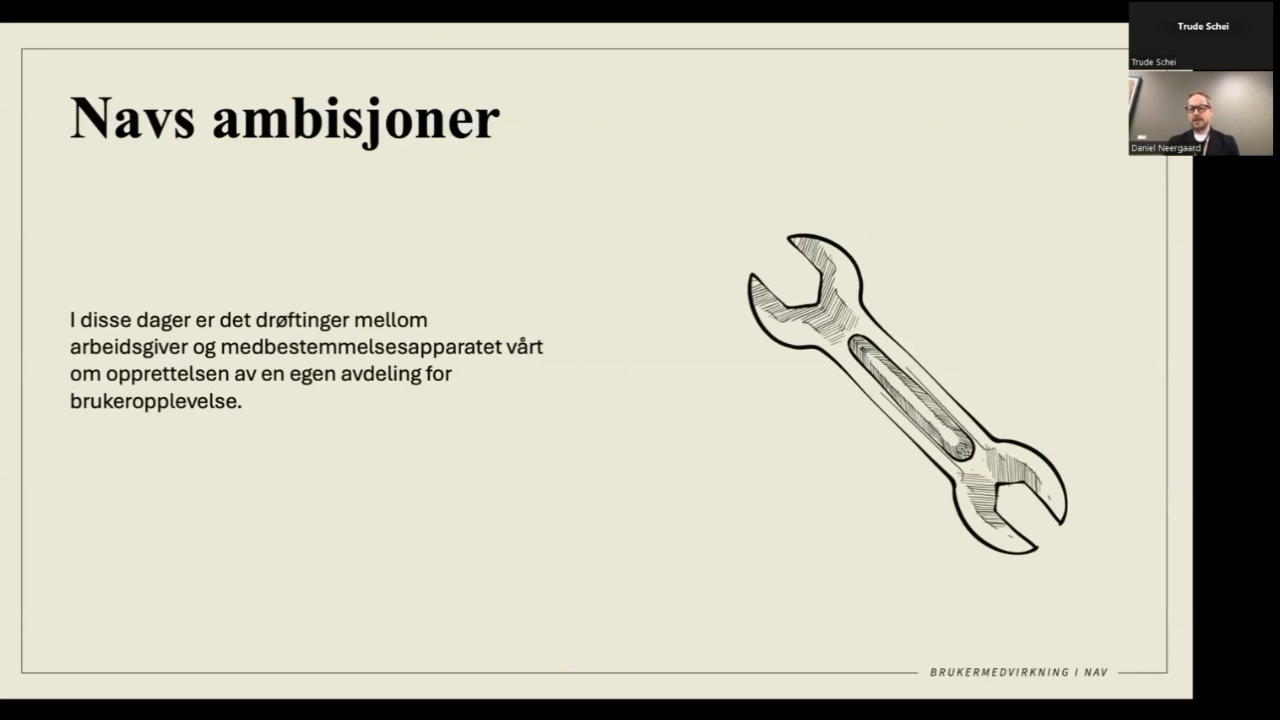 Navs ambisjoner
I disse dager er det drøftinger mellom
arbeidsgiver og medbestemmelsesapparatet vårt
om opprettelsen av en egen avdeling for
brukeropplevelse.
BRUKERMEDVIRKNING I NAV
Trude Schei
Trude Schei
Daniel Neergaard